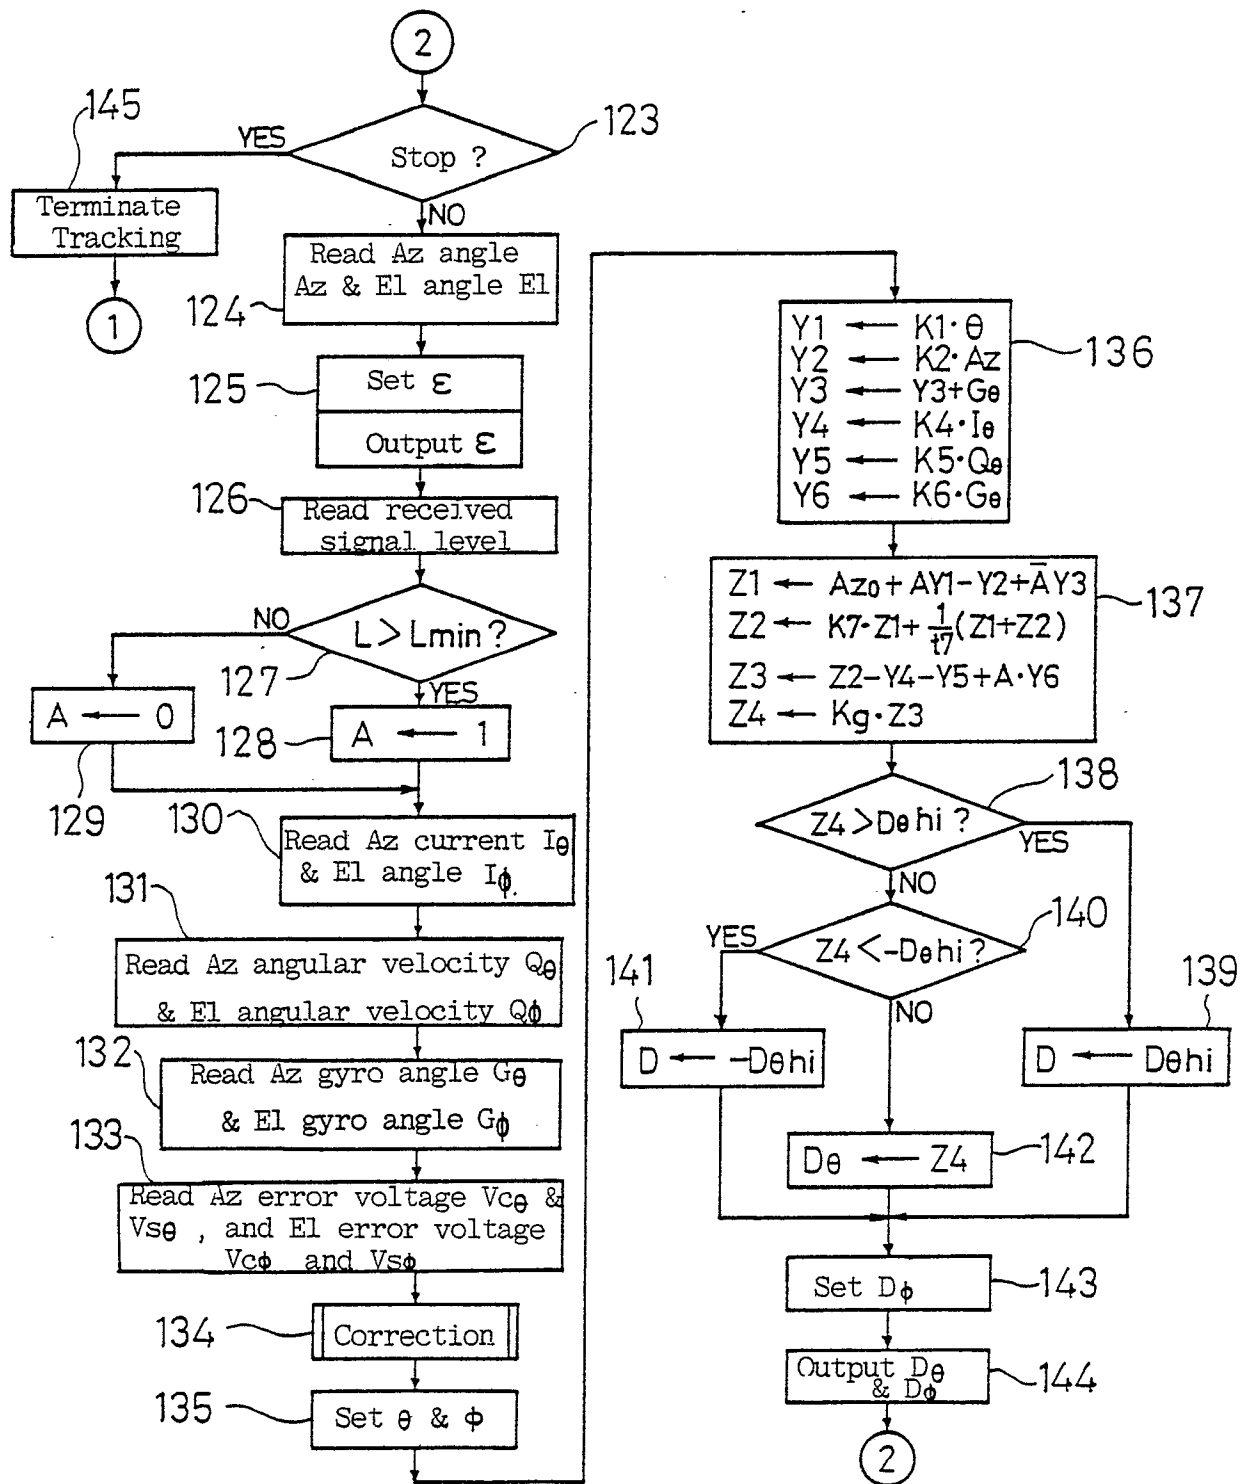 2
145
YES
Stop ?
123
Terminate
Tracking
NO
1
Read Az angle
Az & El angle El
124
125
Set ε
Output ε
126
Read received
signal level
NO
L > Lmin ?
127
YES
A ← 0
129
A ← 1
128
130
Read Az current Iθ
& El angle Iϕ.
131
Read Az angular velocity Qθ
& El angular velocity Qϕ
132
Read Az gyro angle Gθ
& El gyro angle Gϕ
133
Read Az error voltage Vcθ &
Vsθ , and El error voltage
Vcϕ and Vsϕ
134
Correction
135
Set θ & ϕ
Y1 ← K1·θ
Y2 ← K2·Az
Y3 ← Y3+Gθ
Y4 ← K4·Iθ
Y5 ← K5·Qθ
Y6 ← K6·Gθ
136
Z1 ← Az0 + AY1 − Y2 + A̅Y3
Z2 ← K7·Z1 + 1/t7 (Z1+Z2)
Z3 ← Z2−Y4−Y5+A·Y6
Z4 ← Kg·Z3
137
138
Z4 > Dθhi ?
YES
NO
140
YES
Z4 < −Dθhi ?
NO
141
D ← −Dθhi
139
D ← Dθhi
Dθ ← Z4
142
Set Dϕ
143
Output Dθ
& Dϕ
144
2